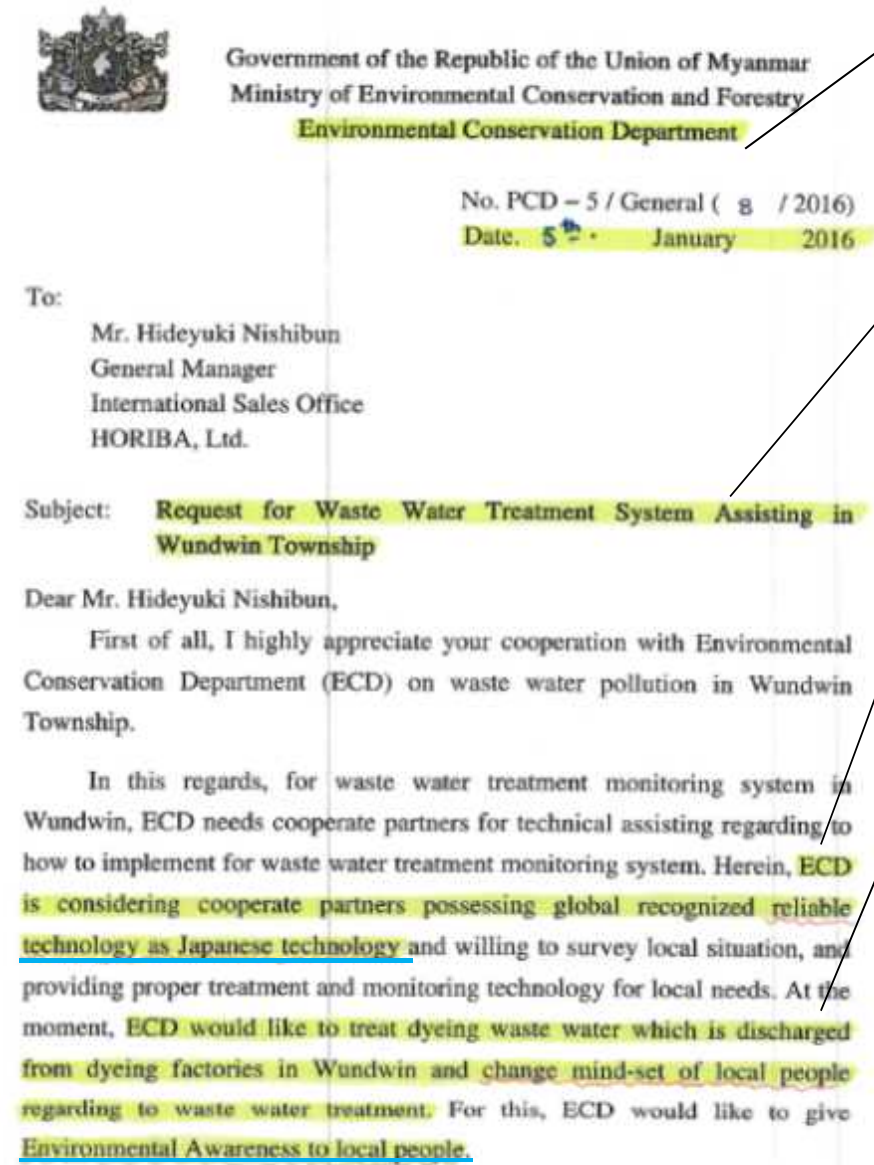 Government of the Republic of the Union of Myanmar
Ministry of Environmental Conservation and Forestry
Environmental Conservation Department
No. PCD – 5 / General ( 8 / 2016)
Date. 5th. January 2016
To:
Mr. Hideyuki Nishibun
General Manager
International Sales Office
HORIBA, Ltd.
Subject: Request for Waste Water Treatment System Assisting in
Wundwin Township
Dear Mr. Hideyuki Nishibun,
First of all, I highly appreciate your cooperation with Environmental
Conservation Department (ECD) on waste water pollution in Wundwin
Township.
In this regards, for waste water treatment monitoring system in
Wundwin, ECD needs cooperate partners for technical assisting regarding to
how to implement for waste water treatment monitoring system. Herein, ECD
is considering cooperate partners possessing global recognized reliable
technology as Japanese technology and willing to survey local situation, and
providing proper treatment and monitoring technology for local needs. At the
moment, ECD would like to treat dyeing waste water which is discharged
from dyeing factories in Wundwin and change mind-set of local people
regarding to waste water treatment. For this, ECD would like to give
Environmental Awareness to local people.